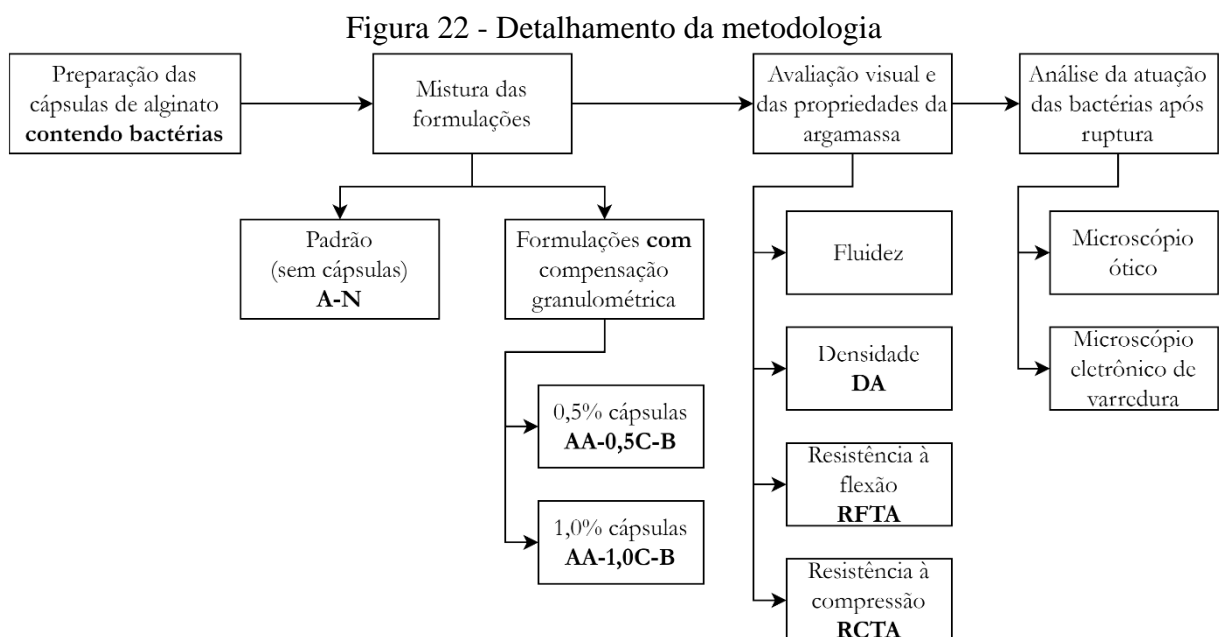 Figura 22 - Detalhamento da metodologia
Preparação das
cápsulas de alginato
contendo bactérias
Mistura das
formulações
Avaliação visual e
das propriedades da
argamassa
Análise da atuação
das bactérias após
ruptura
Padrão
(sem cápsulas)
A-N
Formulações com
compensação
granulométrica
0,5% cápsulas
AA-0,5C-B
1,0% cápsulas
AA-1,0C-B
Fluidez
Densidade
DA
Resistência à
flexão
RFTA
Resistência à
compressão
RCTA
Microscópio
ótico
Microscópio
eletrônico de
varredura